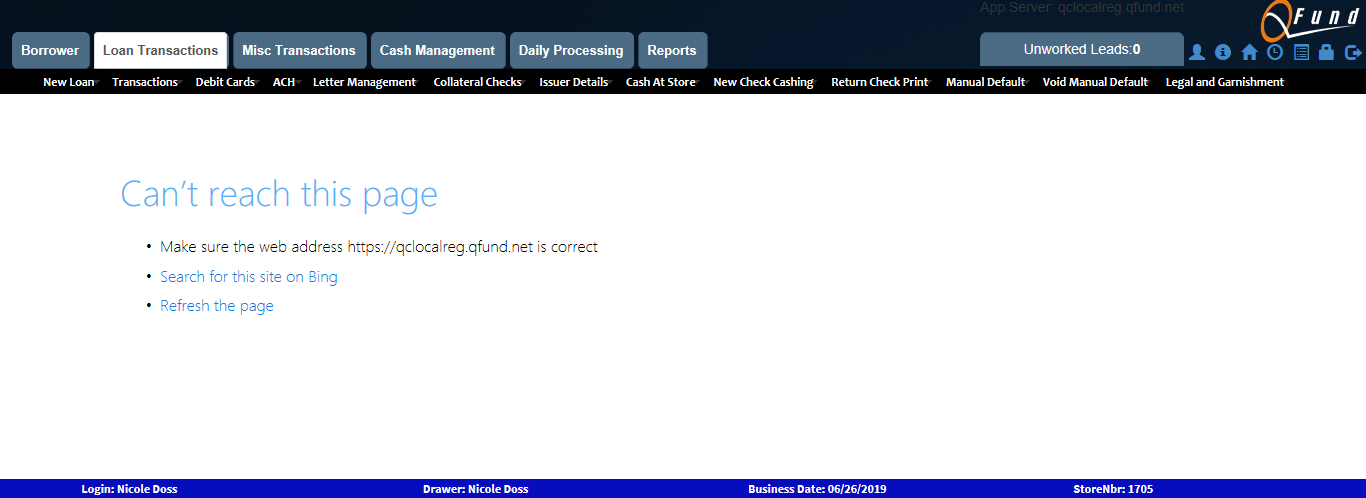 App Server: qclocalreg.qfund.net
QFund
Borrower Loan Transactions Misc Transactions Cash Management Daily Processing Reports Unworked Leads:0
New Loan Transactions Debit Cards ACH Letter Management Collateral Checks Issuer Details Cash At Store New Check Cashing Return Check Print Manual Default Void Manual Default Legal and Garnishment
Can't reach this page
• Make sure the web address https://qclocalreg.qfund.net is correct
• Search for this site on Bing
• Refresh the page
Login: Nicole Doss Drawer: Nicole Doss Business Date: 06/26/2019 StoreNbr: 1705